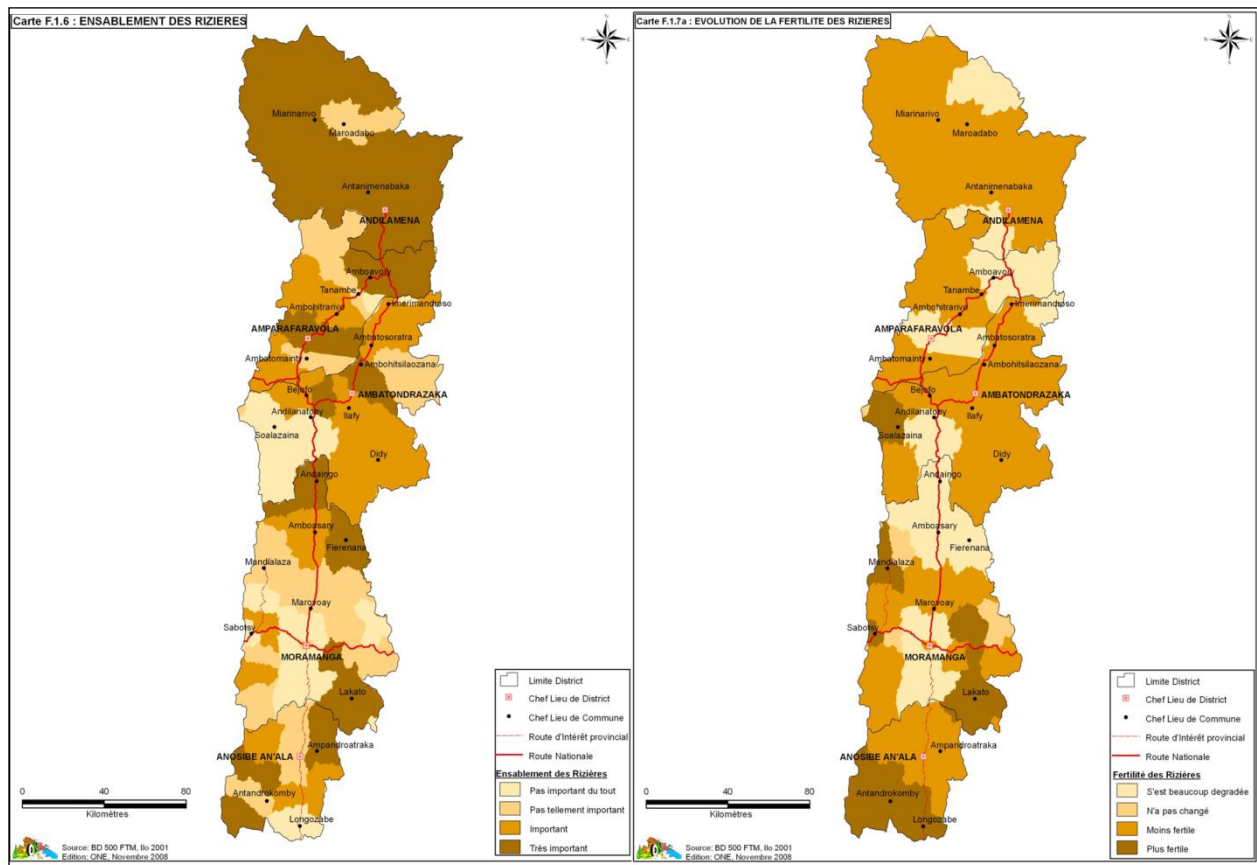 Carte F.1.6 : ENSABLEMENT DES RIZIERES
Miarinarivo
Maroadabo
Antanimenabaka
ANDILAMENA
Amboavory
Tanambe
Imerimandroso
Ambohitrarivo
AMPARAFARAVOLA
Ambatosoratra
Ambatomainty
Ambohitsilaozana
Bejofo
AMBATONDRAZAKA
Andilanatoby
Ilafy
Soalazaina
Didy
Andaingo
Amboasary
Fierenana
Mandialaza
Marovoay
Sabotsy
MORAMANGA
Lakato
Ampandroatraka
ANOSIBE AN'ALA
Antandrokomby
Longozabe
Limite District
Chef Lieu de District
Chef Lieu de Commune
Route d'Intérêt provincial
Route Nationale
Ensablement des Rizières
Pas important du tout
Pas tellement important
Important
Très important
0 40 80
Kilomètres
Source: BD 500 FTM, Ilo 2001
Edition: ONE, Novembre 2008
Carte F.1.7a : EVOLUTION DE LA FERTILITE DES RIZIERES
Miarinarivo
Maroadabo
Antanimenabaka
ANDILAMENA
Amboavory
Tanambe
Imerimandroso
Ambohitrarivo
AMPARAFARAVOLA
Ambatosoratra
Ambatomainty
Ambohitsilaozana
Bejofo
AMBATONDRAZAKA
Andilanatoby
Ilafy
Soalazaina
Didy
Andaingo
Amboasary
Fierenana
Mandialaza
Marovoay
Sabotsy
MORAMANGA
Lakato
Ampandroatraka
ANOSIBE AN'ALA
Antandrokomby
Longozabe
Limite District
Chef Lieu de District
Chef Lieu de Commune
Route d'Intérêt provincial
Route Nationale
Fertilité des Rizières
S'est beaucoup degradée
N'a pas changé
Moins fertile
Plus fertile
0 40 80
Kilomètres
Source: BD 500 FTM, Ilo 2001
Edition: ONE, Novembre 2008